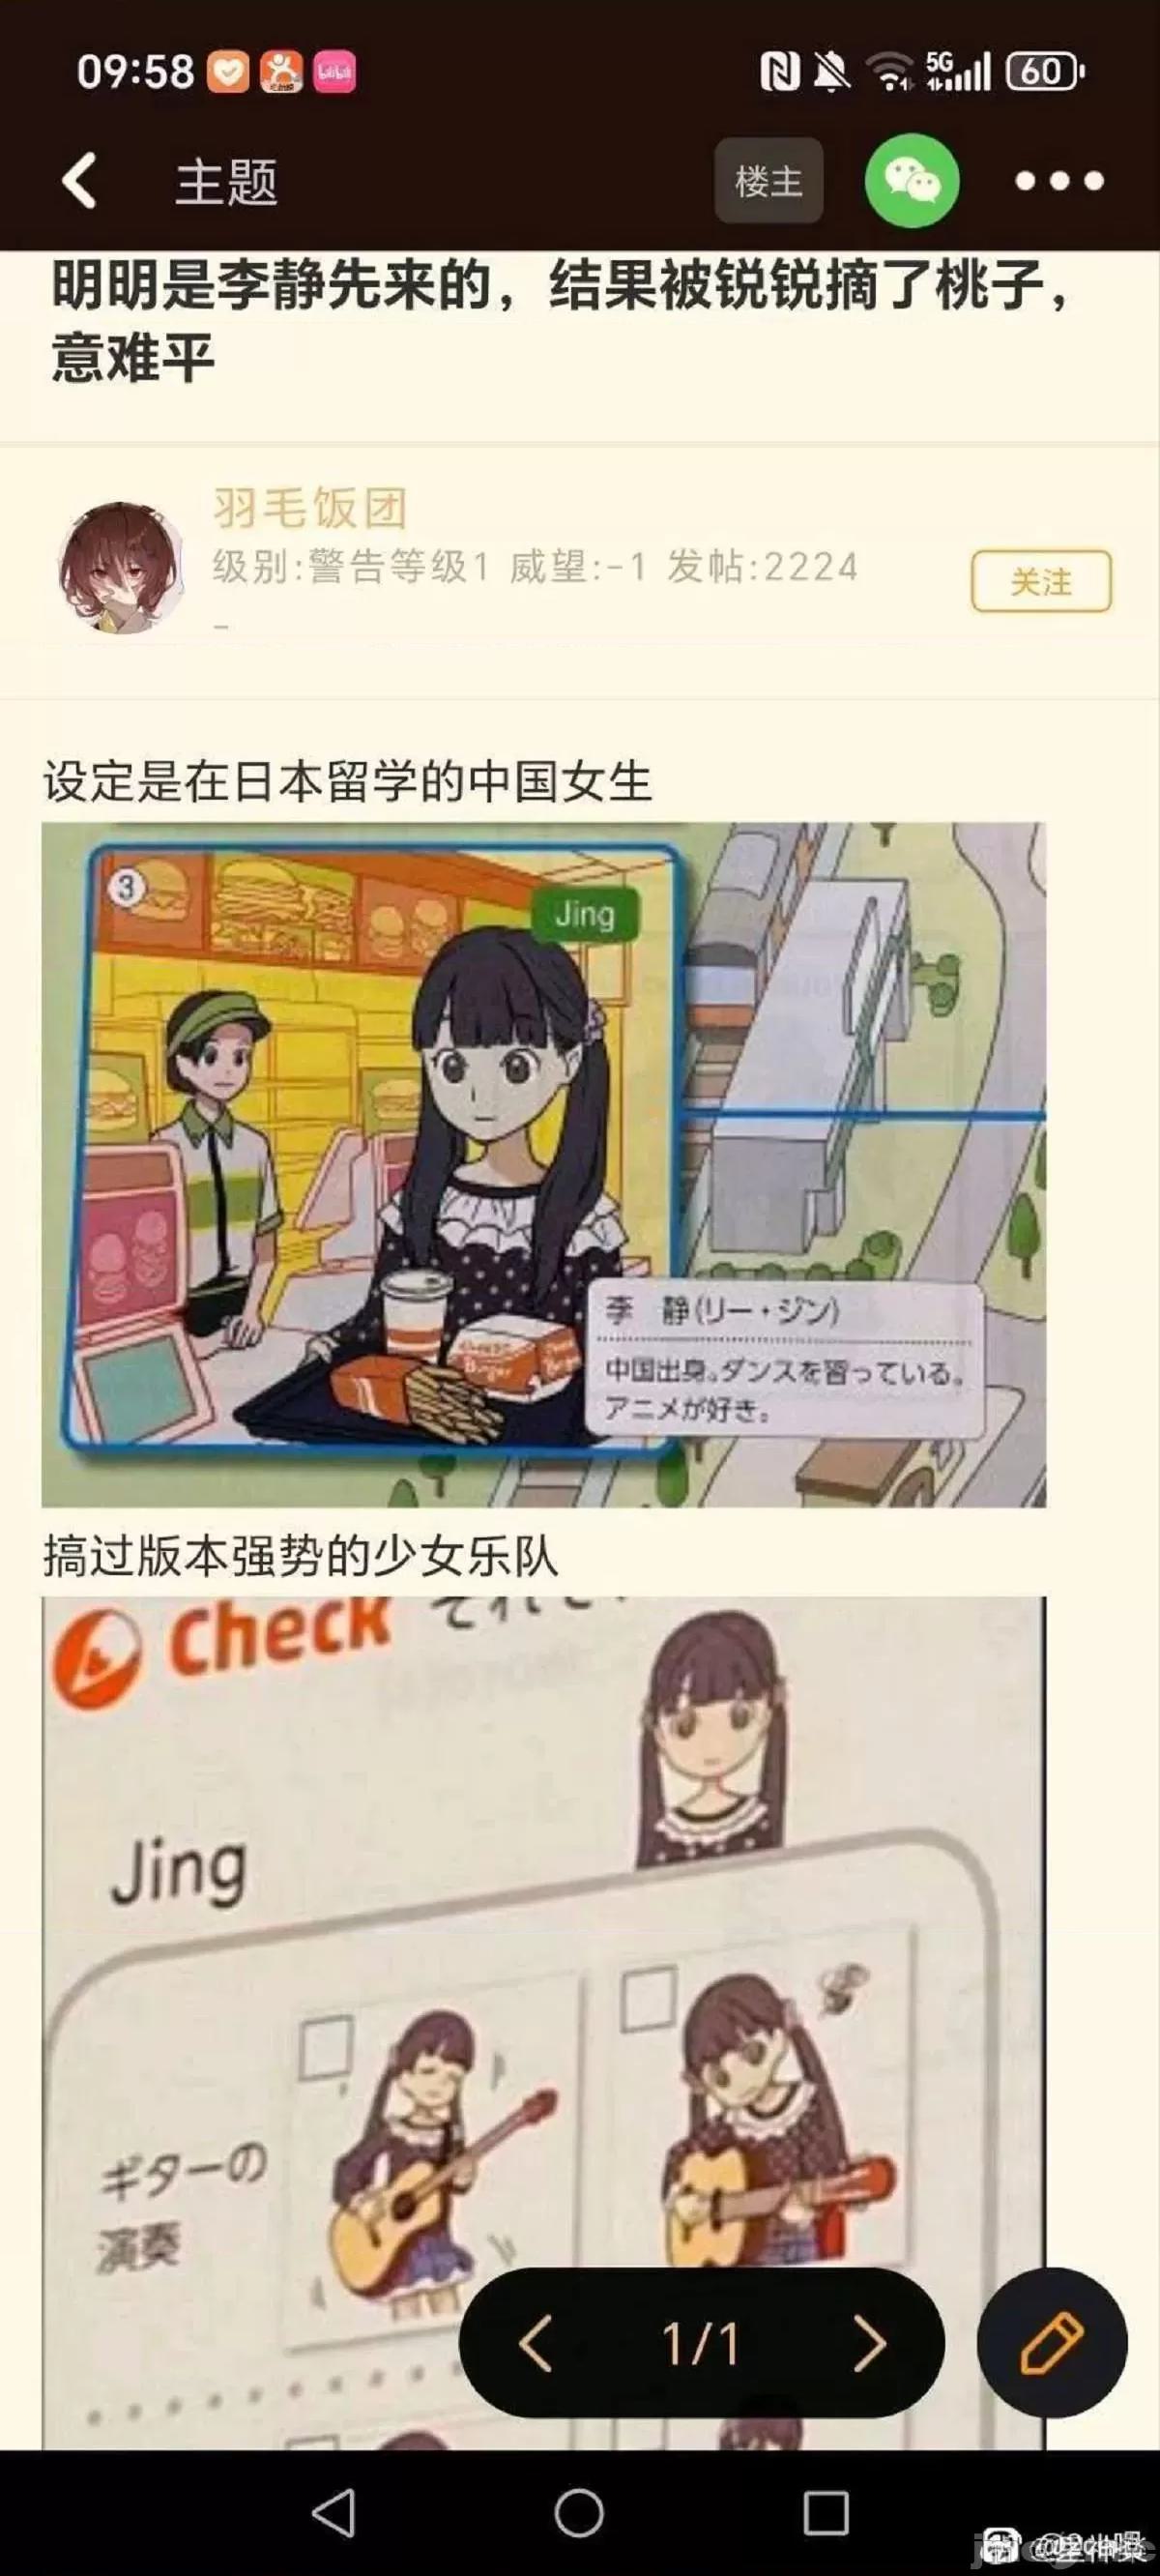 09:58
bilibili
5G
60
主题
楼主
明明是李静先来的，结果被锐锐摘了桃子，
意难平
羽毛饭团
级别:警告等级1 威望:-1 发帖:2224
-
关注
设定是在日本留学的中国女生
3
Jing
李　静(リー・ジン)
中国出身。ダンスを習っている。
アニメが好き。
搞过版本强势的少女乐队
Check
Jing
ギターの
演奏
1/1